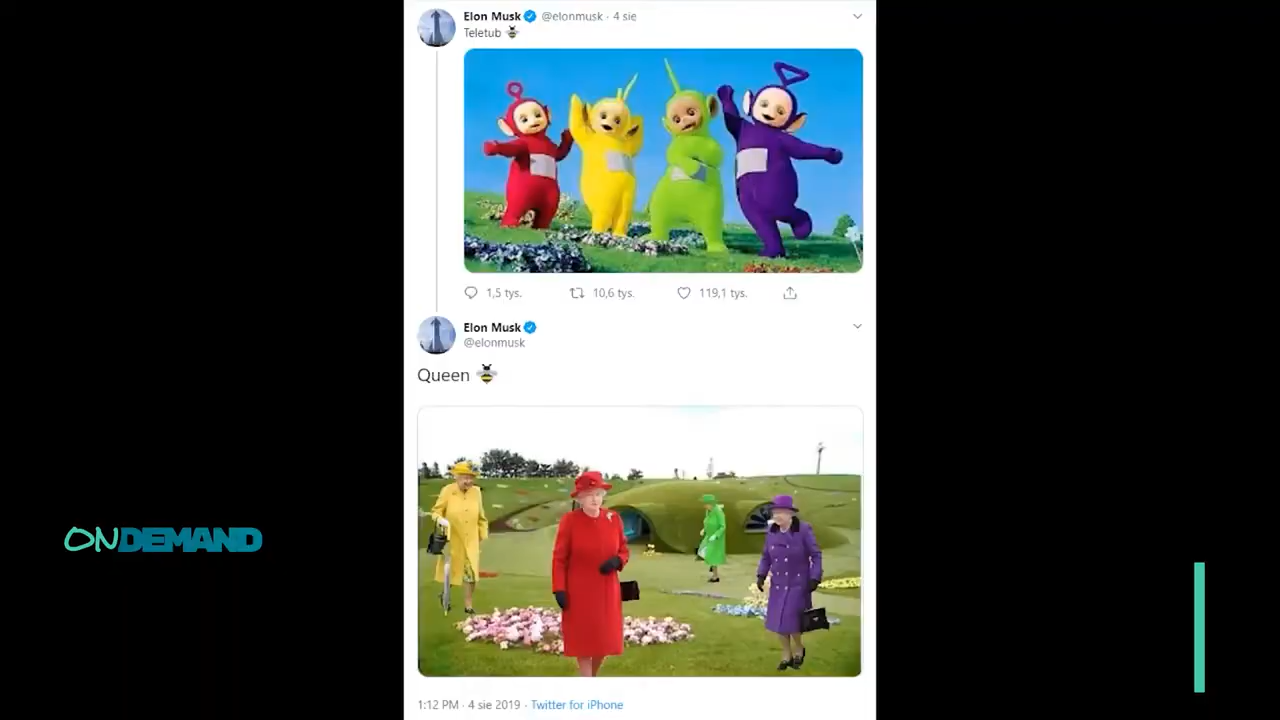 Elon Musk @elonmusk · 4 sie
Teletub 🐝
1,5 tys. 10,6 tys. 119,1 tys.
Elon Musk
@elonmusk
Queen 🐝
ONDEMAND
1:12 PM · 4 sie 2019 · Twitter for iPhone